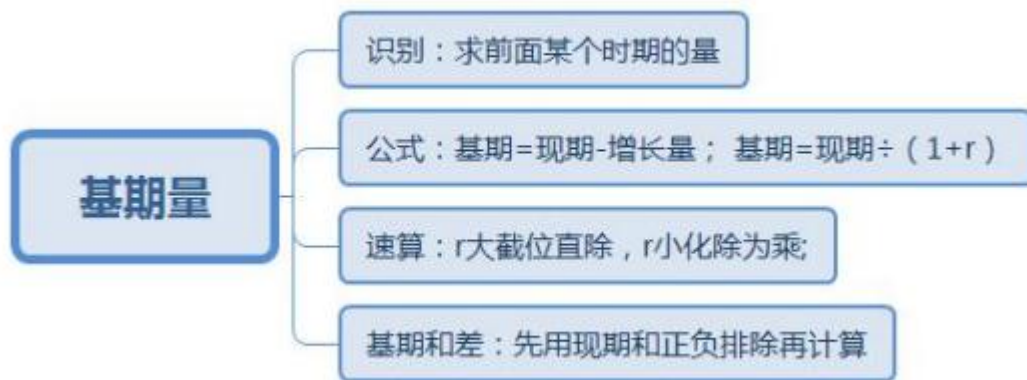 基期量
识别：求前面某个时期的量
公式：基期=现期-增长量； 基期=现期÷（1+r）
速算：r大截位直除，r小化除为乘;
基期和差：先用现期和正负排除再计算